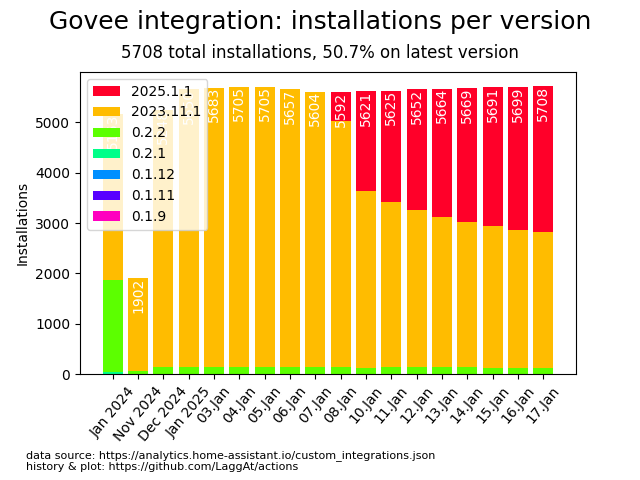 Govee integration: installations per version
5708 total installations, 50.7% on latest version
2025.1.1
2023.11.1
0.2.2
0.2.1
0.1.12
0.1.11
0.1.9
Installations
5000
4000
3000
2000
1000
0
1902
5683
5705
5705
5657
5604
5592
5621
5625
5652
5664
5669
5691
5699
5708
Jan 2024
Nov 2024
Dec 2024
Jan 2025
03.Jan
04.Jan
05.Jan
06.Jan
07.Jan
08.Jan
10.Jan
11.Jan
12.Jan
13.Jan
14.Jan
15.Jan
16.Jan
17.Jan
data source: https://analytics.home-assistant.io/custom_integrations.json
history & plot: https://github.com/LaggAt/actions